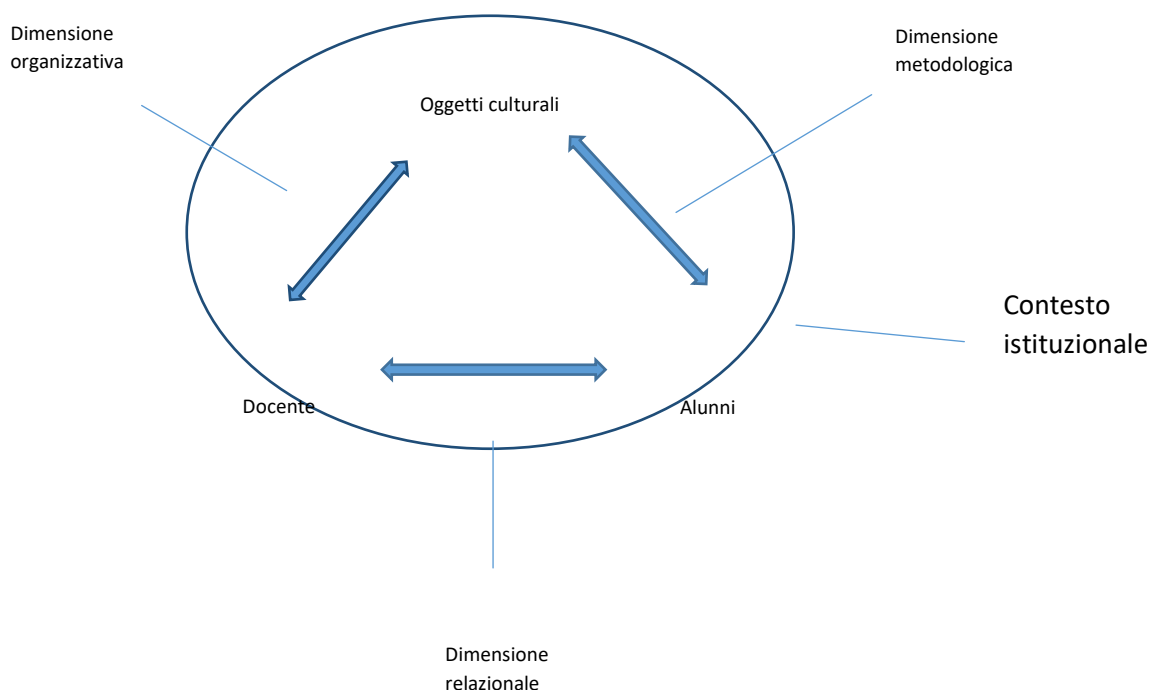 Dimensione
organizzativa
Dimensione
metodologica
Oggetti culturali
Contesto
istituzionale
Docente
Alunni
Dimensione
relazionale